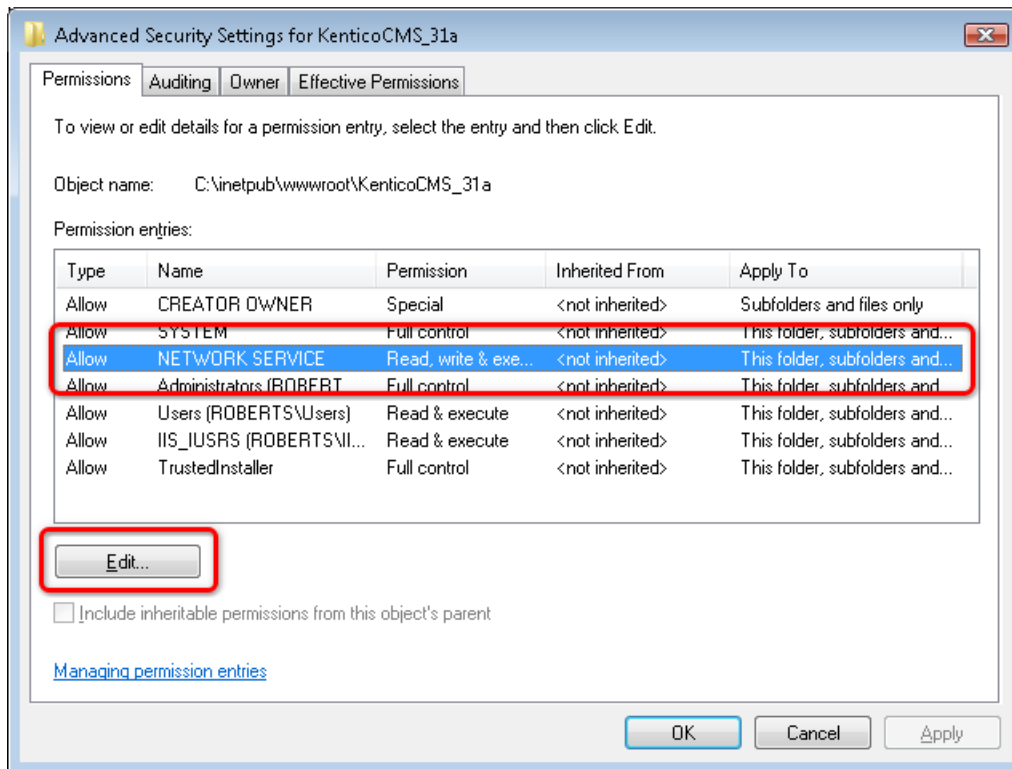 Advanced Security Settings for KenticoCMS_31a
Permissions Auditing Owner Effective Permissions
To view or edit details for a permission entry, select the entry and then click Edit.
Object name: C:\inetpub\wwwroot\KenticoCMS_31a
Permission entries:
Type Name Permission Inherited From Apply To
Allow CREATOR OWNER Special <not inherited> Subfolders and files only
Allow SYSTEM Full control <not inherited> This folder, subfolders and...
Allow NETWORK SERVICE Read, write & exe... <not inherited> This folder, subfolders and...
Allow Administrators (ROBERT... Full control <not inherited> This folder, subfolders and...
Allow Users (ROBERTS\Users) Read & execute <not inherited> This folder, subfolders and...
Allow IIS_IUSRS (ROBERTS\II... Read & execute <not inherited> This folder, subfolders and...
Allow TrustedInstaller Full control <not inherited> This folder, subfolders and...
Edit...
Include inheritable permissions from this object's parent
Managing permission entries
OK Cancel Apply